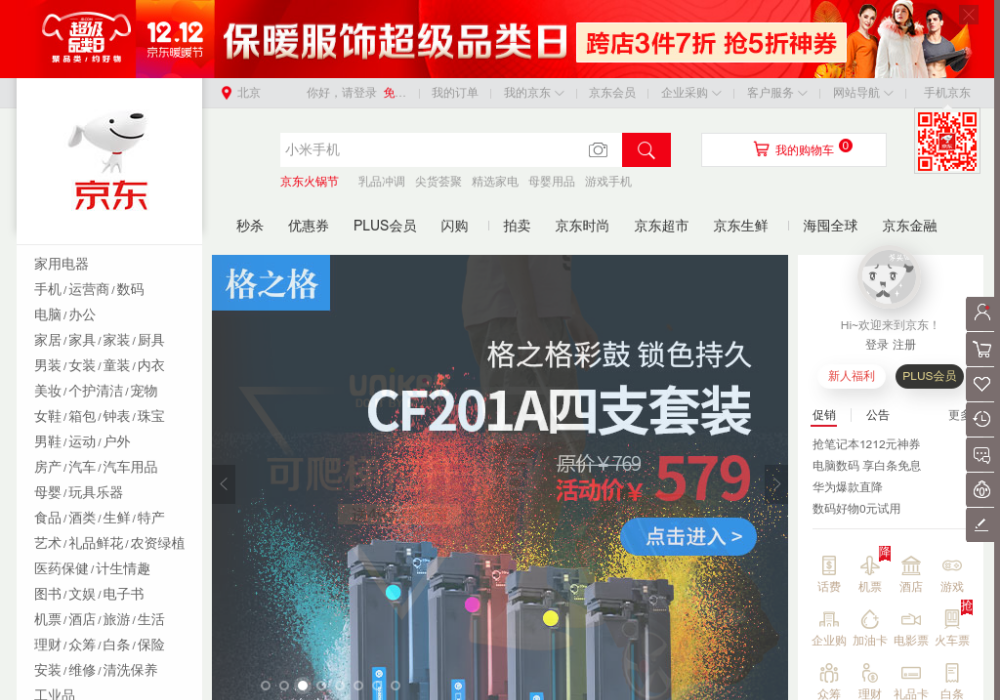 超级品类日
聚品类/约好物
12.12
京东暖暖节
保暖服饰超级品类日
跨店3件7折 抢5折神券
北京
你好，请登录 免…
我的订单
我的京东
京东会员
企业采购
客户服务
网站导航
手机京东
京东
小米手机
我的购物车 0
京东火锅节 乳品冲调 尖货荟聚 精选家电 母婴用品 游戏手机
秒杀 优惠券 PLUS会员 闪购 拍卖 京东时尚 京东超市 京东生鲜 海囤全球 京东金融
家用电器
手机/运营商/数码
电脑/办公
家居/家具/家装/厨具
男装/女装/童装/内衣
美妆/个护清洁/宠物
女鞋/箱包/钟表/珠宝
男鞋/运动/户外
房产/汽车/汽车用品
母婴/玩具乐器
食品/酒类/生鲜/特产
艺术/礼品鲜花/农资绿植
医药保健/计生情趣
图书/文娱/电子书
机票/酒店/旅游/生活
理财/众筹/白条/保险
安装/维修/清洗保养
工业品
格之格
格之格彩鼓 锁色持久
CF201A四支套装
原价￥769
活动价￥579
点击进入 >
Hi~欢迎来到京东！
登录 注册
新人福利 PLUS会员
促销 公告 更多
抢笔记本1212元神券
电脑数码 享白条免息
华为爆款直降
数码好物0元试用
降
话费 机票 酒店 游戏
抢
企业购 加油卡 电影票 火车票
众筹 理财 礼品卡 白条